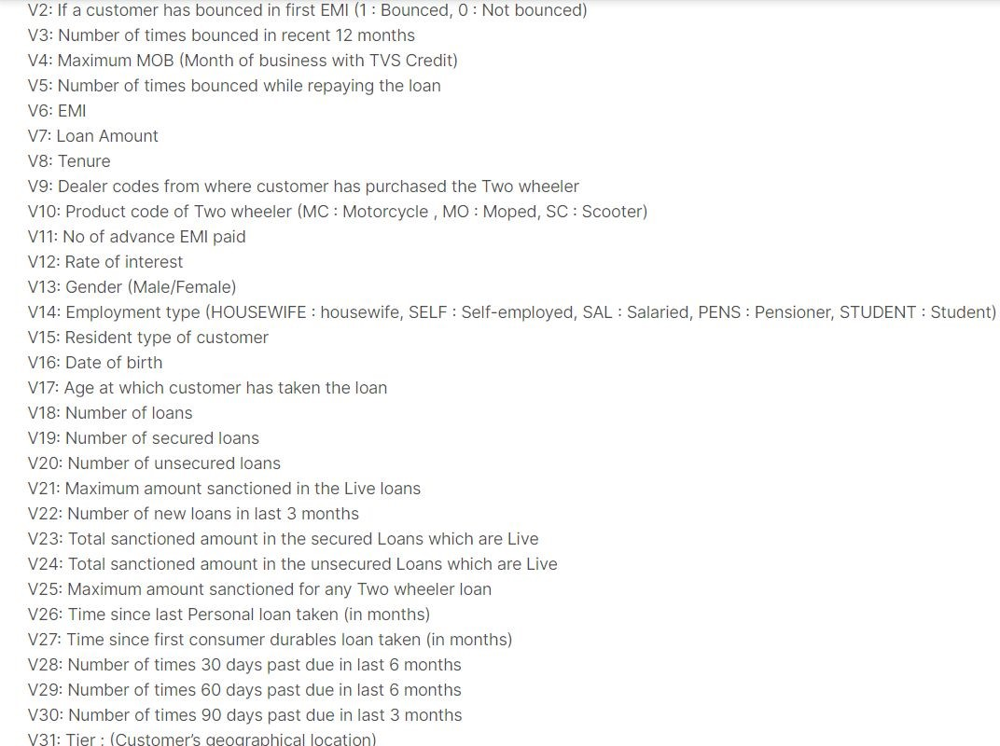 V2: If a customer has bounced in first EMI (1 : Bounced, 0 : Not bounced)
V3: Number of times bounced in recent 12 months
V4: Maximum MOB (Month of business with TVS Credit)
V5: Number of times bounced while repaying the loan
V6: EMI
V7: Loan Amount
V8: Tenure
V9: Dealer codes from where customer has purchased the Two wheeler
V10: Product code of Two wheeler (MC : Motorcycle , MO : Moped, SC : Scooter)
V11: No of advance EMI paid
V12: Rate of interest
V13: Gender (Male/Female)
V14: Employment type (HOUSEWIFE : housewife, SELF : Self-employed, SAL : Salaried, PENS : Pensioner, STUDENT : Student)
V15: Resident type of customer
V16: Date of birth
V17: Age at which customer has taken the loan
V18: Number of loans
V19: Number of secured loans
V20: Number of unsecured loans
V21: Maximum amount sanctioned in the Live loans
V22: Number of new loans in last 3 months
V23: Total sanctioned amount in the secured Loans which are Live
V24: Total sanctioned amount in the unsecured Loans which are Live
V25: Maximum amount sanctioned for any Two wheeler loan
V26: Time since last Personal loan taken (in months)
V27: Time since first consumer durables loan taken (in months)
V28: Number of times 30 days past due in last 6 months
V29: Number of times 60 days past due in last 6 months
V30: Number of times 90 days past due in last 3 months
V31: Tier : (Customer's geographical location)